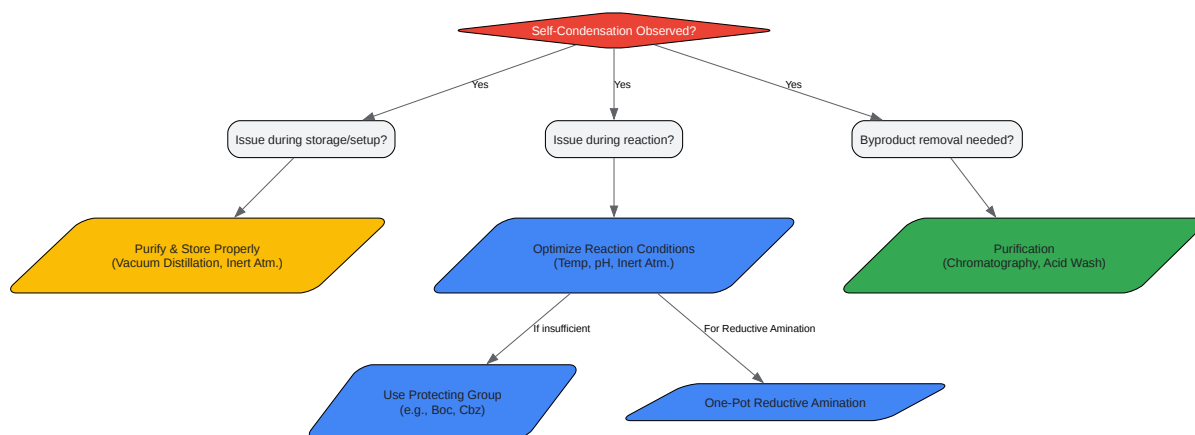 Self-Condensation Observed?
Yes
Yes
Yes
Issue during storage/setup?
Issue during reaction?
Byproduct removal needed?
Purify & Store Properly
(Vacuum Distillation, Inert Atm.)
Optimize Reaction Conditions
(Temp, pH, Inert Atm.)
Purification
(Chromatography, Acid Wash)
If insufficient
For Reductive Amination
Use Protecting Group
(e.g., Boc, Cbz)
One-Pot Reductive Amination